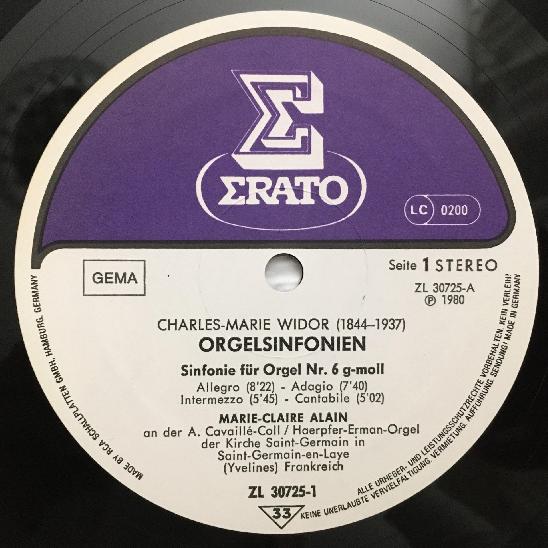 Σ
ΣRATO
LC 0200
GEMA
Seite 1 STEREO
ZL 30725-A
℗ 1980
CHARLES-MARIE WIDOR (1844–1937)
ORGELSINFONIEN
Sinfonie für Orgel Nr. 6 g-moll
Allegro (8'22) - Adagio (7'40)
Intermezzo (5'45) - Cantabile (5'02)
MARIE-CLAIRE ALAIN
an der A. Cavaillé-Coll / Haerpfer-Erman-Orgel
der Kirche Saint-Germain in
Saint-Germain-en-Laye
(Yvelines) Frankreich
ZL 30725-1
33
MADE BY RCA SCHALLPLATTEN GMBH, HAMBURG, GERMANY
ALLE URHEBER- UND LEISTUNGSSCHUTZRECHTE VORBEHALTEN. KEIN VERLEIH!
KEINE UNERLAUBTE VERVIELFÄLTIGUNG, VERMIETUNG, AUFFÜHRUNG, SENDUNG! MADE IN GERMANY